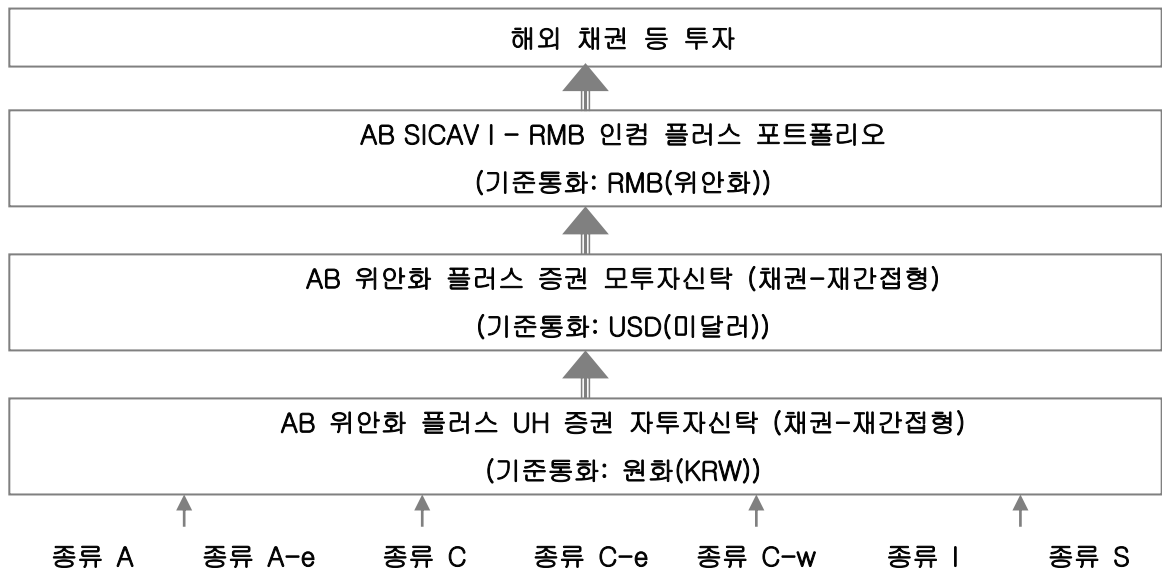 해외 채권 등 투자
AB SICAV I - RMB 인컴 플러스 포트폴리오
(기준통화: RMB(위안화))
AB 위안화 플러스 증권 모투자신탁 (채권-재간접형)
(기준통화: USD(미달러))
AB 위안화 플러스 UH 증권 자투자신탁 (채권-재간접형)
(기준통화: 원화(KRW))
종류 A 종류 A-e 종류 C 종류 C-e 종류 C-w 종류 I 종류 S